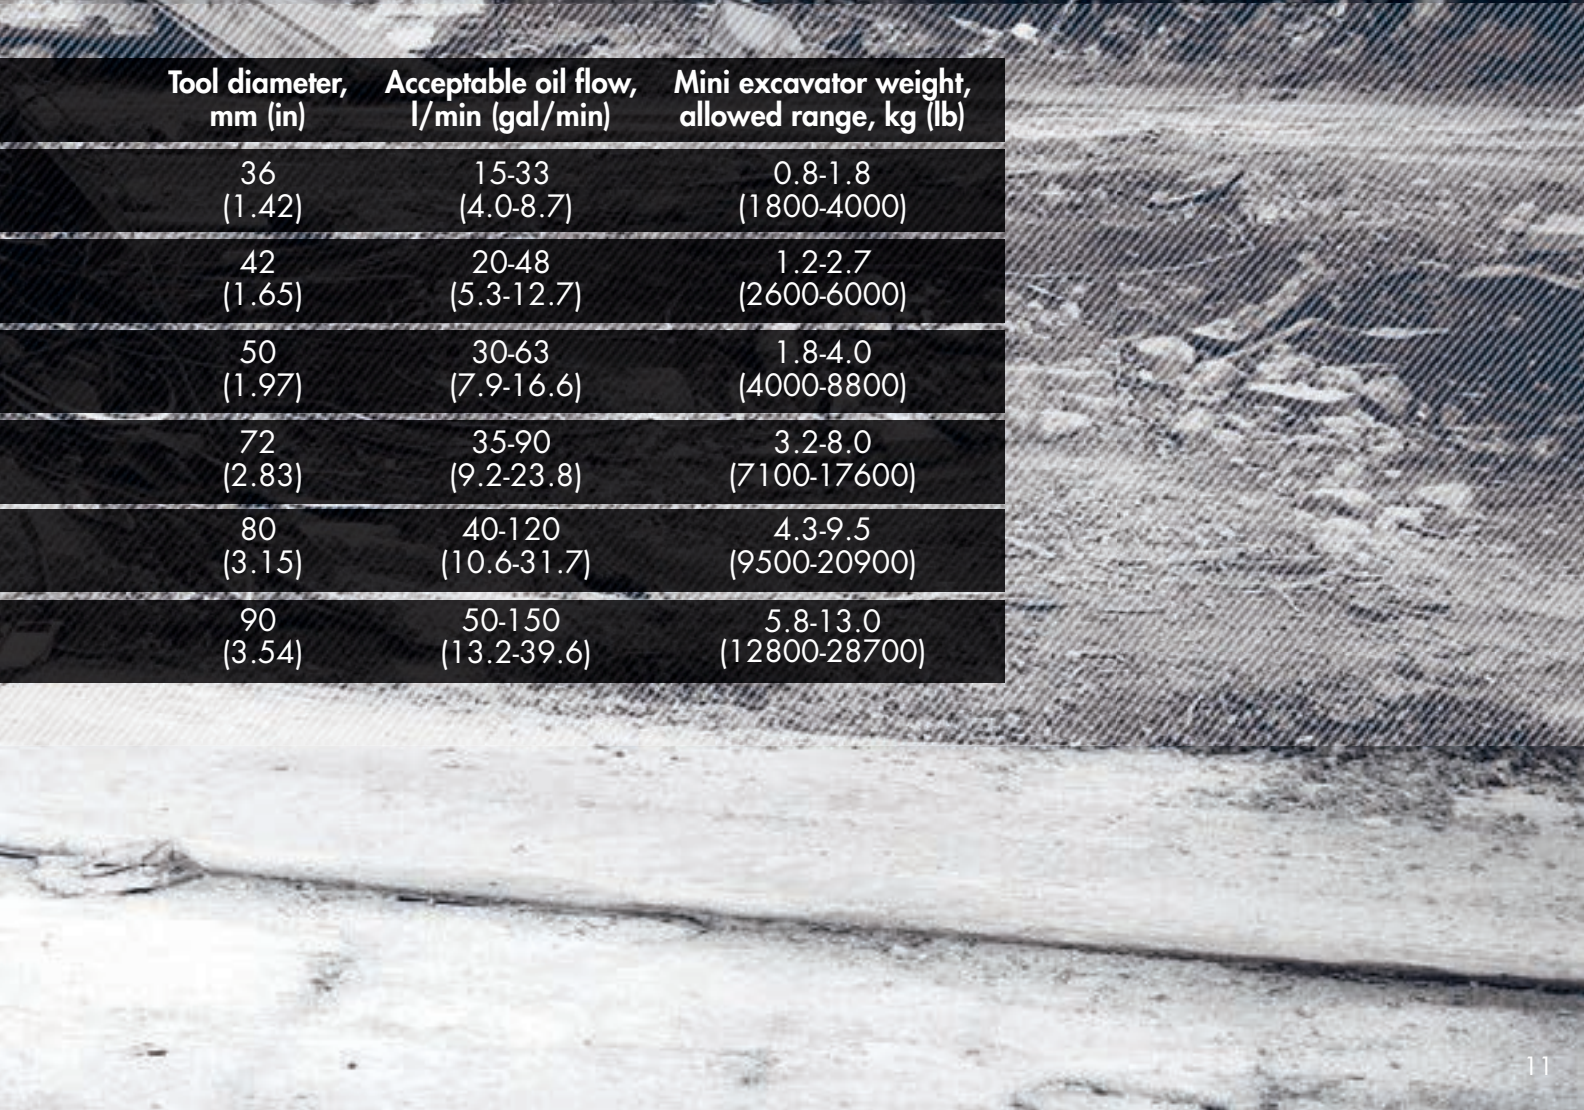 Tool diameter, Acceptable oil flow, Mini excavator weight,
mm (in) l/min (gal/min) allowed range, kg (lb)
36 15-33 0.8-1.8
(1.42) (4.0-8.7) (1800-4000)
42 20-48 1.2-2.7
(1.65) (5.3-12.7) (2600-6000)
50 30-63 1.8-4.0
(1.97) (7.9-16.6) (4000-8800)
72 35-90 3.2-8.0
(2.83) (9.2-23.8) (7100-17600)
80 40-120 4.3-9.5
(3.15) (10.6-31.7) (9500-20900)
90 50-150 5.8-13.0
(3.54) (13.2-39.6) (12800-28700)
11